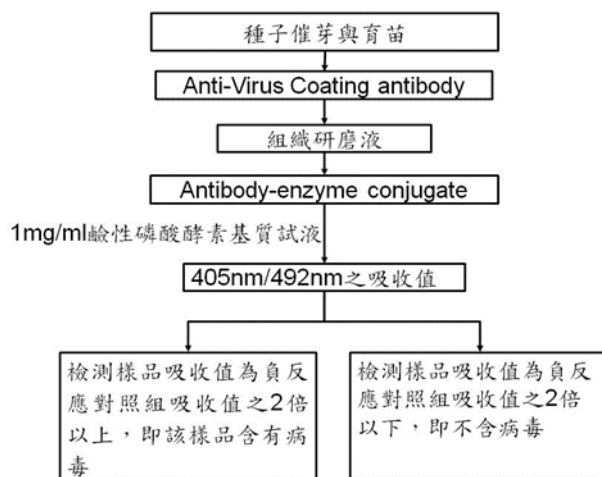 種子催芽與育苗
Anti-Virus Coating antibody
組織研磨液
Antibody-enzyme conjugate
1mg/ml鹼性磷酸酵素基質試液
405nm/492nm之吸收值
檢測樣品吸收值為負反
應對照組吸收值之2倍
以上，即該樣品含有病
毒
檢測樣品吸收值為負反
應對照組吸收值之2倍
以下，即不含病毒